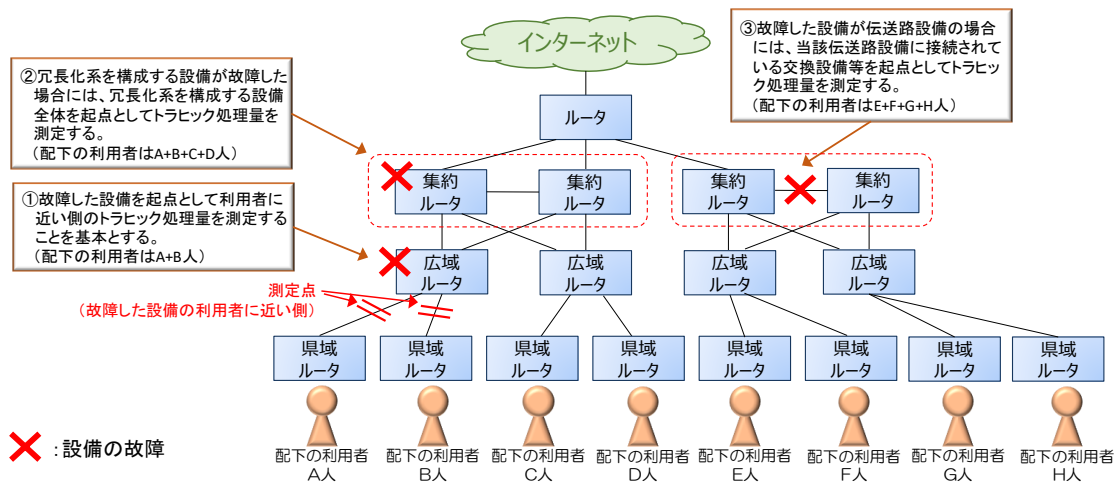 インターネット
③故障した設備が伝送路設備の場合
には、当該伝送路設備に接続されて
いる交換設備等を起点としてトラヒッ
ク処理量を測定する。
(配下の利用者はE+F+G+H人)
②冗長化系を構成する設備が故障した
場合には、冗長化系を構成する設備
全体を起点としてトラヒック処理量を
測定する。
(配下の利用者はA+B+C+D人)
ルータ
集約
ルータ
集約
ルータ
集約
ルータ
集約
ルータ
①故障した設備を起点として利用者に
近い側のトラヒック処理量を測定する
ことを基本とする。
(配下の利用者はA+B人)
広域
ルータ
広域
ルータ
広域
ルータ
広域
ルータ
測定点
(故障した設備の利用者に近い側)
県域
ルータ
県域
ルータ
県域
ルータ
県域
ルータ
県域
ルータ
県域
ルータ
県域
ルータ
県域
ルータ
:設備の故障
配下の利用者
A人
配下の利用者
B人
配下の利用者
C人
配下の利用者
D人
配下の利用者
E人
配下の利用者
F人
配下の利用者
G人
配下の利用者
H人